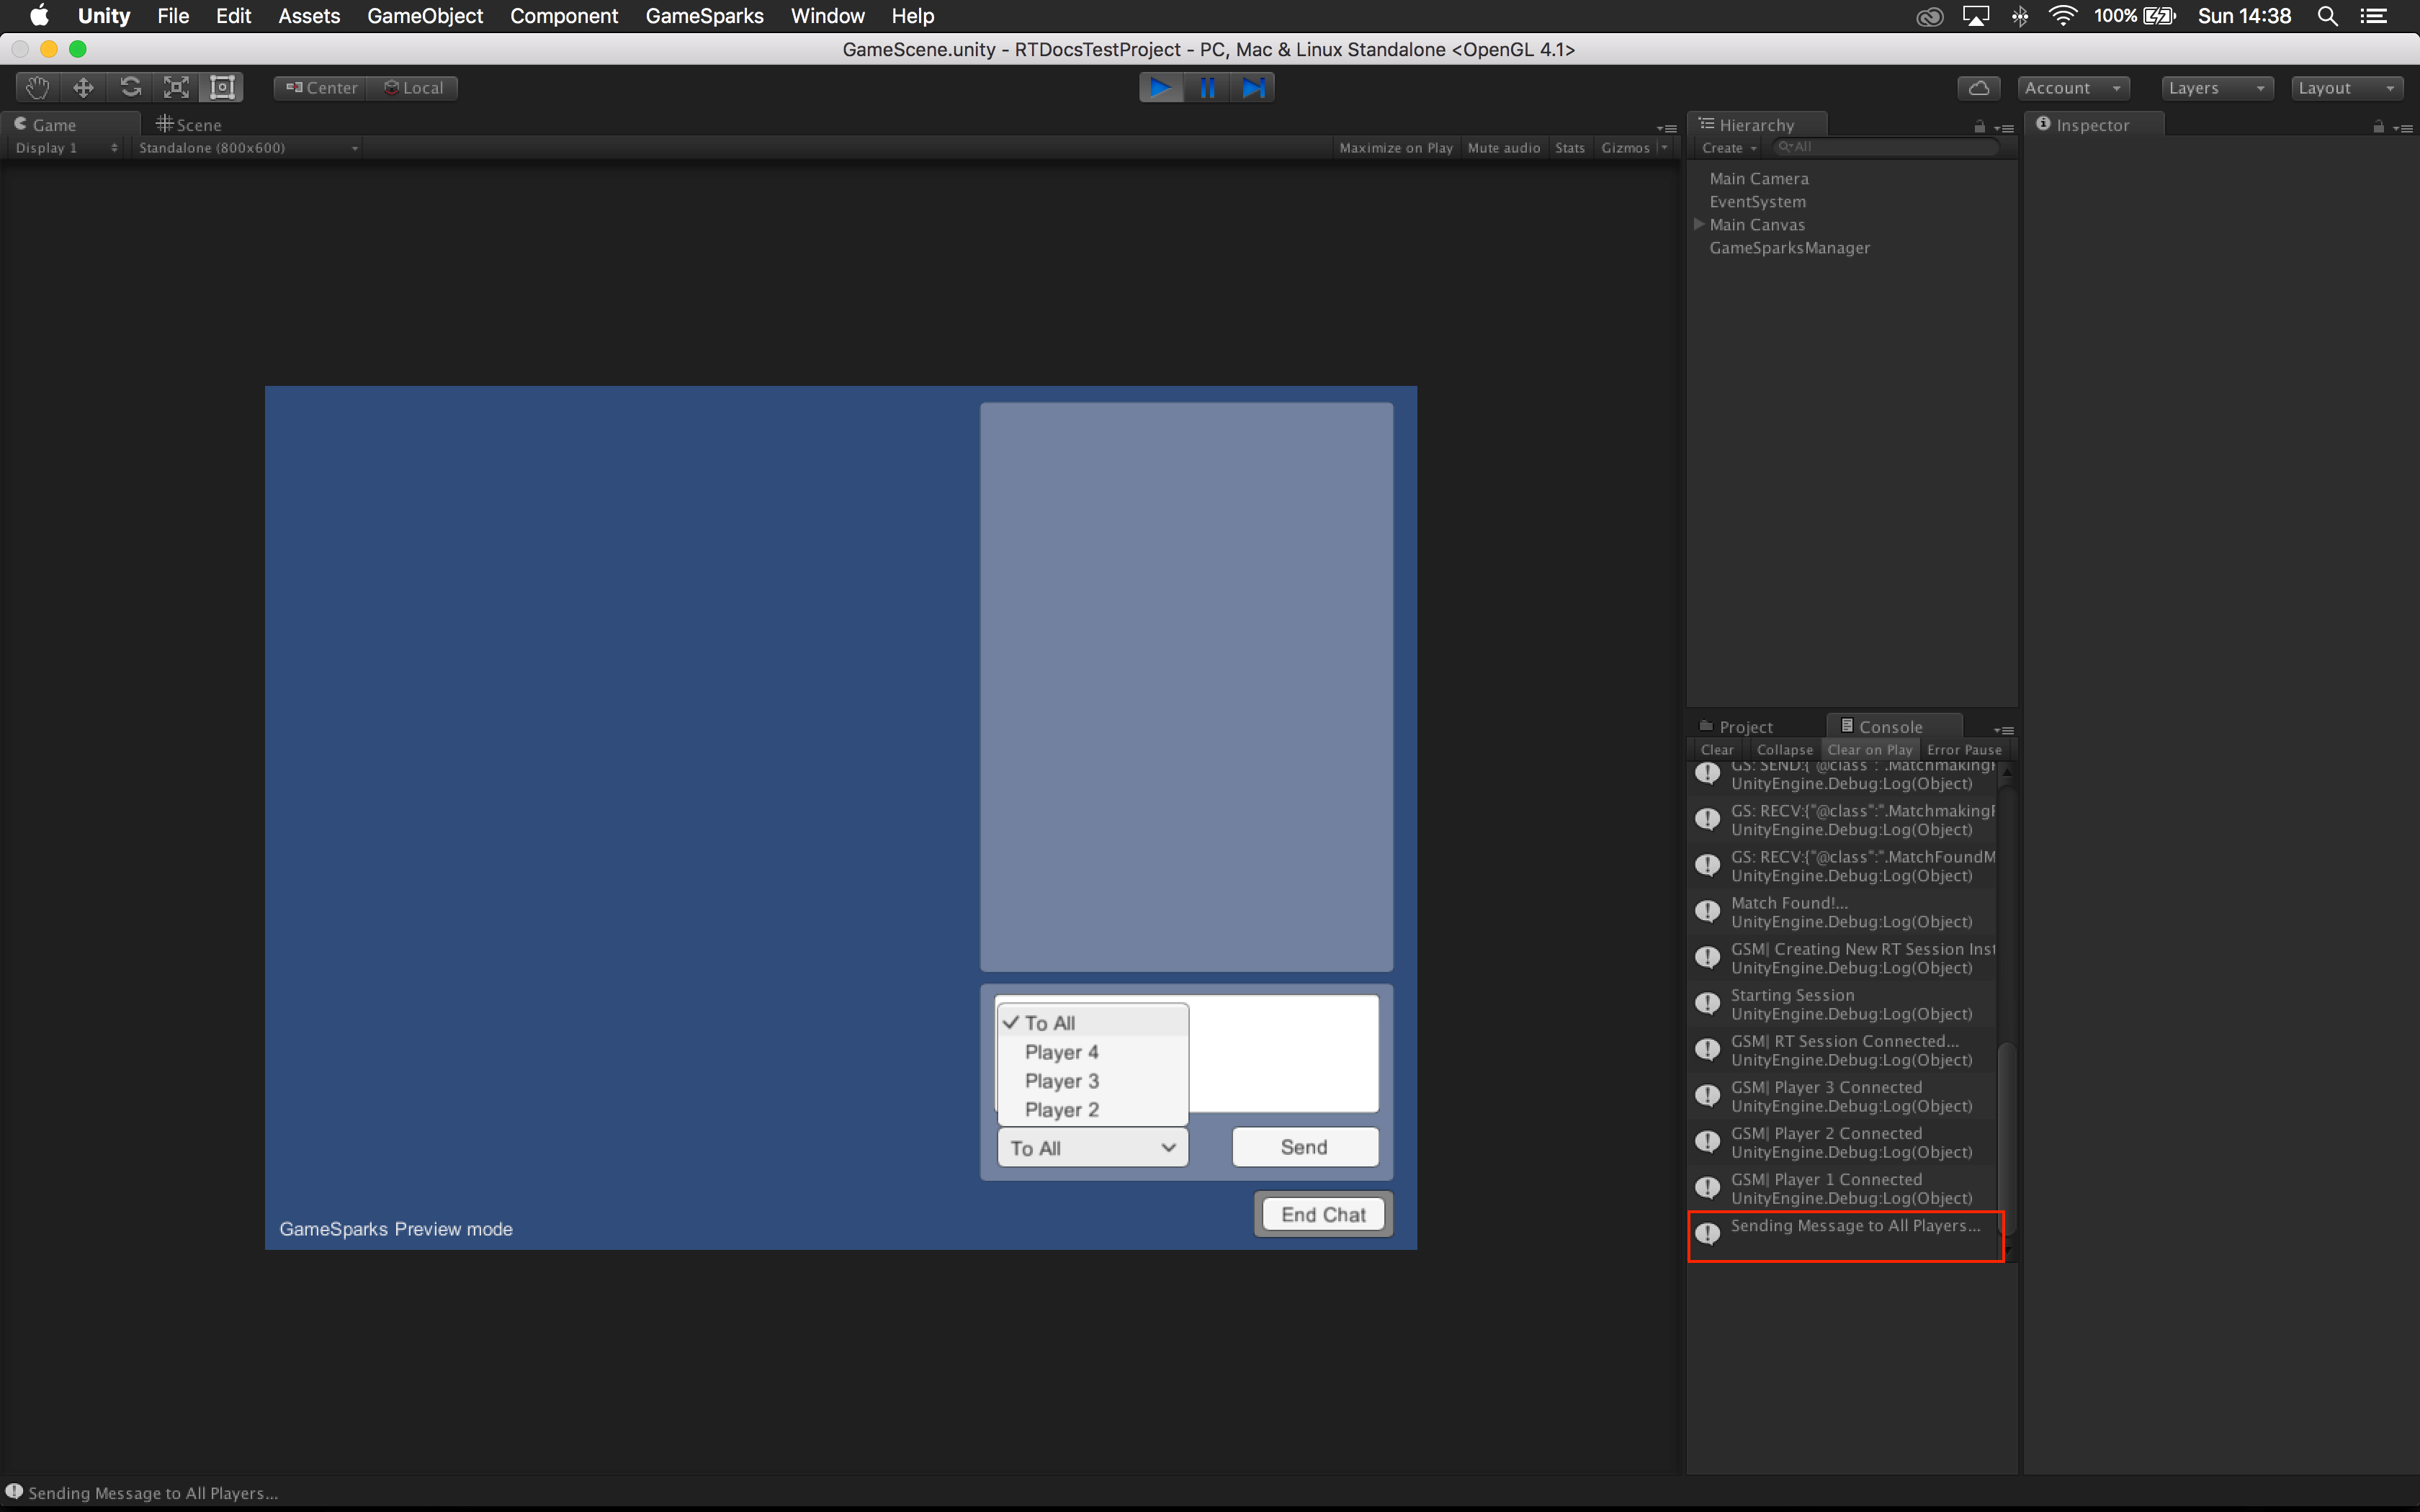 Unity File Edit Assets GameObject Component GameSparks Window Help 100% Sun 14:38
GameScene.unity - RTDocsTestProject - PC, Mac & Linux Standalone <OpenGL 4.1>
Center Local Account Layers Layout
Game Scene
Display 1 Standalone (800x600) Maximize on Play Mute audio Stats Gizmos
Hierarchy
Create All
Main Camera
EventSystem
Main Canvas
GameSparksManager
Inspector
To All
Player 4
Player 3
Player 2
To All Send
End Chat
GameSparks Preview mode
Project Console
Clear Collapse Clear on Play Error Pause
GS: SEND:{"@class":".Matchmaking
UnityEngine.Debug:Log(Object)
GS: RECV:{"@class":".Matchmaking
UnityEngine.Debug:Log(Object)
GS: RECV:{"@class":".MatchFoundM
UnityEngine.Debug:Log(Object)
Match Found!...
UnityEngine.Debug:Log(Object)
GSM| Creating New RT Session Inst
UnityEngine.Debug:Log(Object)
Starting Session
UnityEngine.Debug:Log(Object)
GSM| RT Session Connected...
UnityEngine.Debug:Log(Object)
GSM| Player 3 Connected
UnityEngine.Debug:Log(Object)
GSM| Player 2 Connected
UnityEngine.Debug:Log(Object)
GSM| Player 1 Connected
UnityEngine.Debug:Log(Object)
Sending Message to All Players...
Sending Message to All Players...